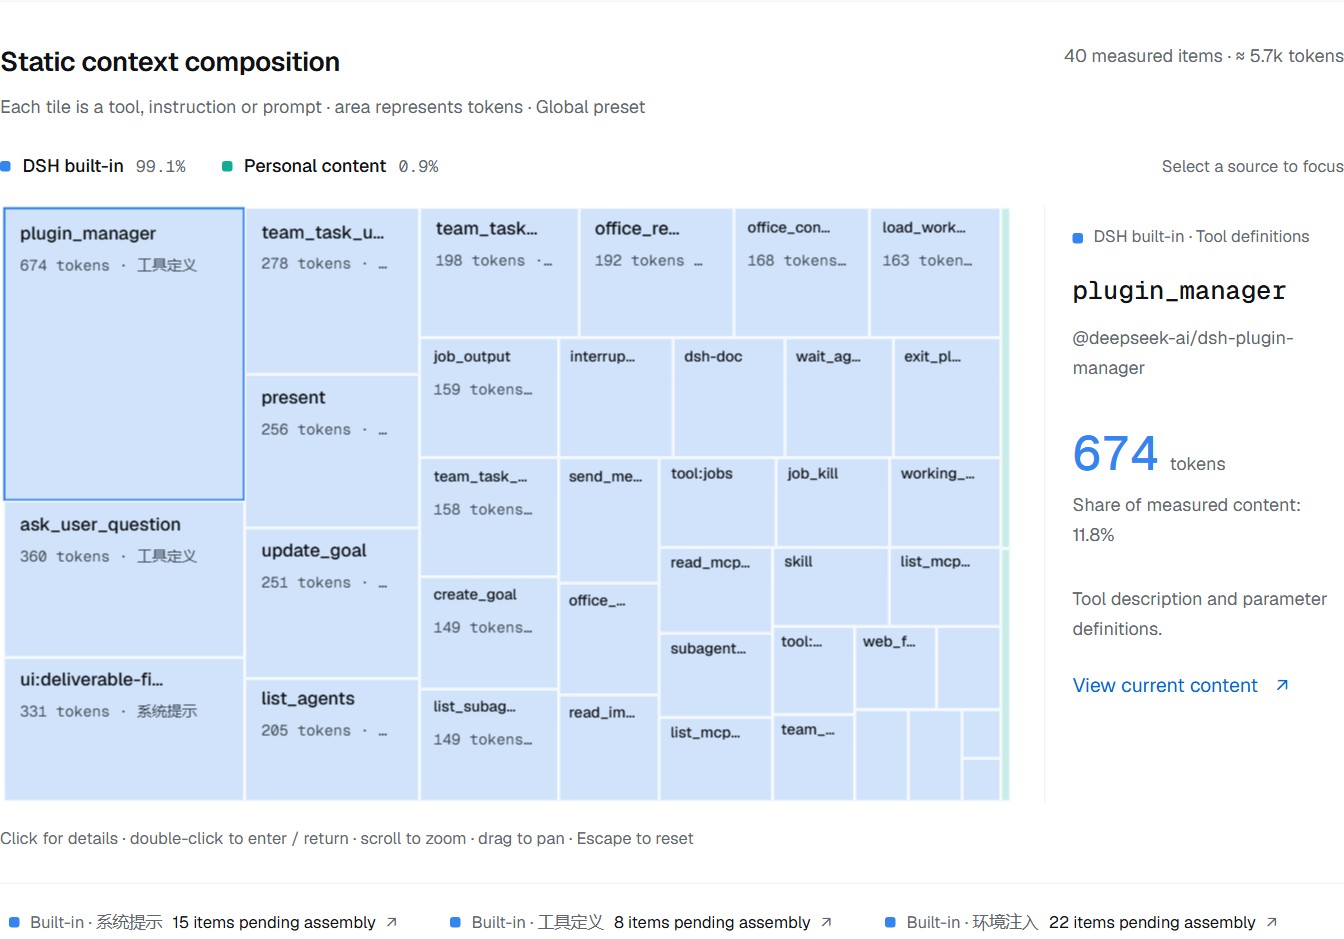 Static context composition
40 measured items · ≈ 5.7k tokens
Each tile is a tool, instruction or prompt · area represents tokens · Global preset
DSH built-in 99.1%
Personal content 0.9%
Select a source to focus
plugin_manager
674 tokens · 工具定义
ask_user_question
360 tokens · 工具定义
ui:deliverable-fi…
331 tokens · 系统提示
team_task_u…
278 tokens · …
present
256 tokens · …
update_goal
251 tokens · …
list_agents
205 tokens · …
team_task…
198 tokens ·…
office_re…
192 tokens …
office_con…
168 tokens…
load_work…
163 token…
job_output
159 tokens…
interrup…
dsh-doc
wait_ag…
exit_pl…
team_task_…
158 tokens…
send_me…
tool:jobs
job_kill
working_…
create_goal
149 tokens…
office_…
read_mcp…
skill
list_mcp…
subagent…
tool:…
web_f…
list_subag…
149 tokens…
read_im…
list_mcp…
team_…
DSH built-in · Tool definitions
plugin_manager
@deepseek-ai/dsh-plugin-
manager
674 tokens
Share of measured content:
11.8%
Tool description and parameter
definitions.
View current content ↗
Click for details · double-click to enter / return · scroll to zoom · drag to pan · Escape to reset
Built-in · 系统提示 15 items pending assembly ↗
Built-in · 工具定义 8 items pending assembly ↗
Built-in · 环境注入 22 items pending assembly ↗